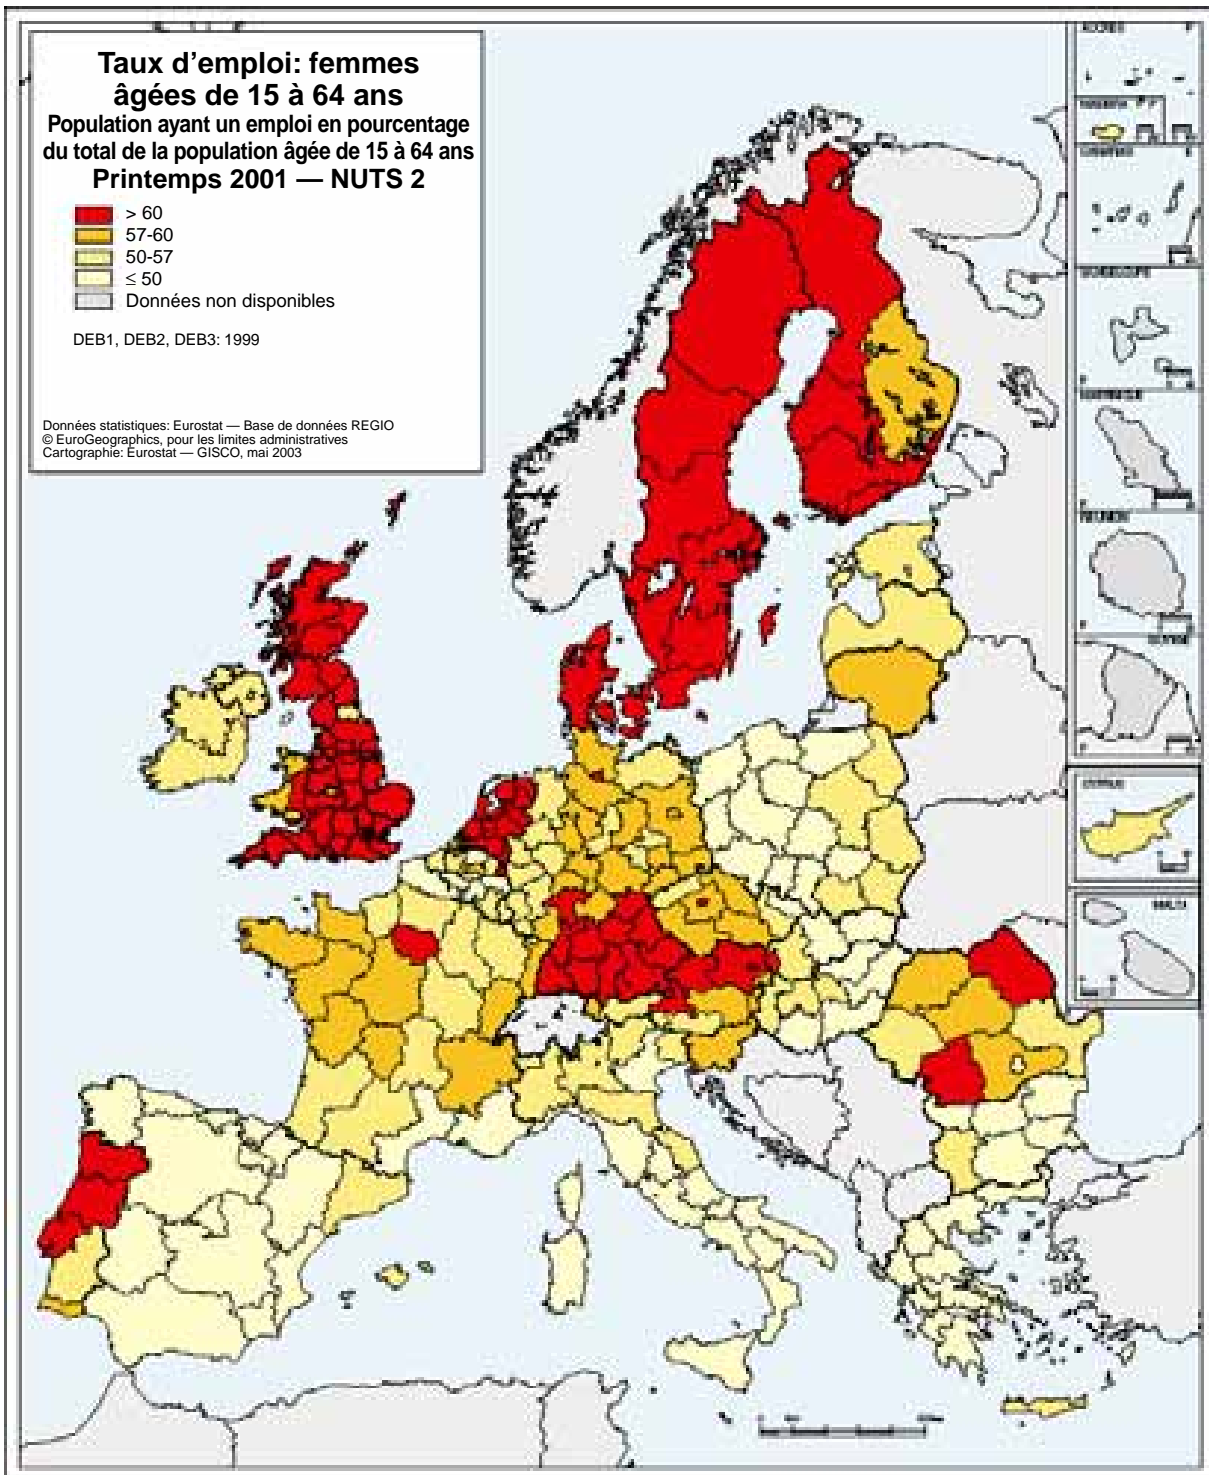 Taux d'emploi: femmes
âgées de 15 à 64 ans
Population ayant un emploi en pourcentage
du total de la population âgée de 15 à 64 ans
Printemps 2001 — NUTS 2
> 60
57-60
50-57
≤ 50
Données non disponibles
DEB1, DEB2, DEB3: 1999
Données statistiques: Eurostat — Base de données REGIO
© EuroGeographics, pour les limites administratives
Cartographie: Eurostat — GISCO, mai 2003